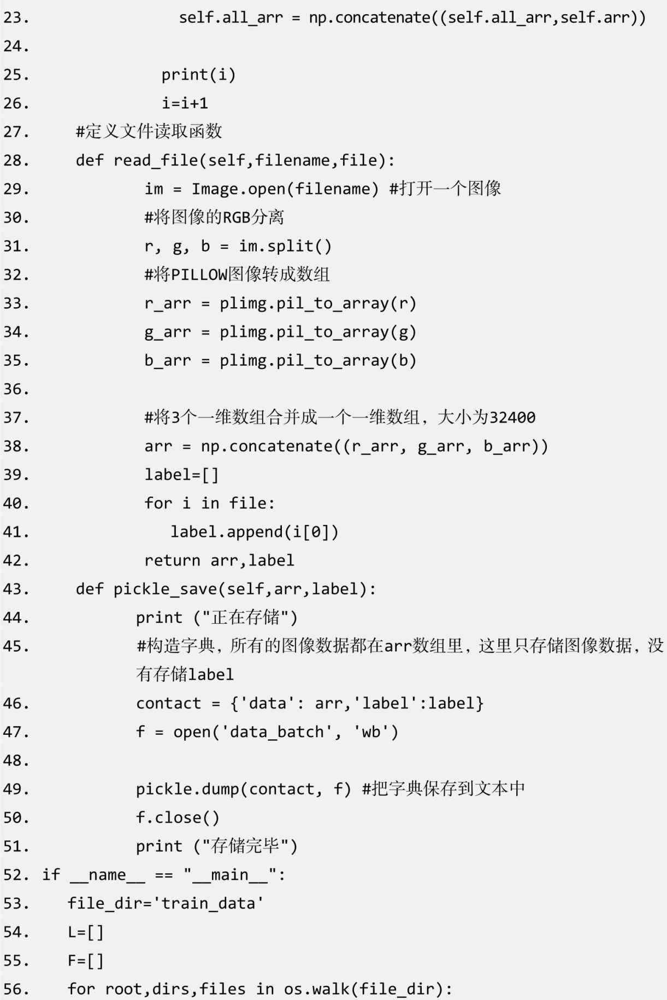 23.                self.all_arr = np.concatenate((self.all_arr,self.arr))
24.
25.              print(i)
26.              i=i+1
27.     #定义文件读取函数
28.     def read_file(self,filename,file):
29.            im = Image.open(filename) #打开一个图像
30.            #将图像的RGB分离
31.            r, g, b = im.split()
32.            #将PILLOW图像转成数组
33.            r_arr = plimg.pil_to_array(r)
34.            g_arr = plimg.pil_to_array(g)
35.            b_arr = plimg.pil_to_array(b)
36.
37.            #将3个一维数组合并成一个一维数组，大小为32400
38.            arr = np.concatenate((r_arr, g_arr, b_arr))
39.            label=[]
40.            for i in file:
41.               label.append(i[0])
42.            return arr,label
43.     def pickle_save(self,arr,label):
44.           print ("正在存储")
45.           #构造字典，所有的图像数据都在arr数组里，这里只存储图像数据，没
有存储label
46.           contact = {'data': arr,'label':label}
47.           f = open('data_batch', 'wb')
48.
49.           pickle.dump(contact, f) #把字典保存到文本中
50.           f.close()
51.           print ("存储完毕")
52. if __name__ == "__main__":
53.    file_dir='train_data'
54.    L=[]
55.    F=[]
56.    for root,dirs,files in os.walk(file_dir):